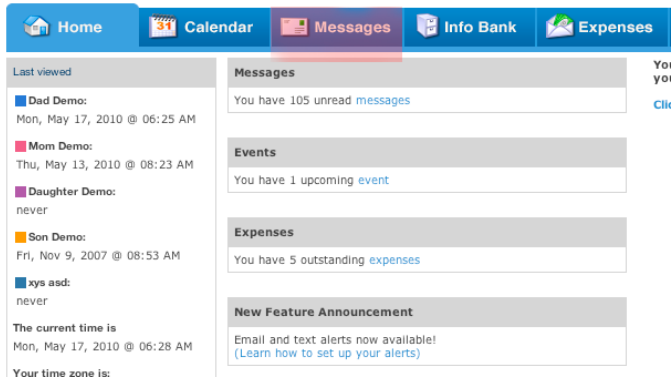 Home
31
Calendar
Messages
Info Bank
Expenses
Last viewed
Dad Demo:
Mon, May 17, 2010 @ 06:25 AM
Mom Demo:
Thu, May 13, 2010 @ 08:23 AM
Daughter Demo:
never
Son Demo:
Fri, Nov 9, 2007 @ 08:53 AM
xys asd:
never
The current time is
Mon, May 17, 2010 @ 06:28 AM
Your time zone is:
Messages
You have 105 unread messages
Events
You have 1 upcoming event
Expenses
You have 5 outstanding expenses
New Feature Announcement
Email and text alerts now available!
(Learn how to set up your alerts)